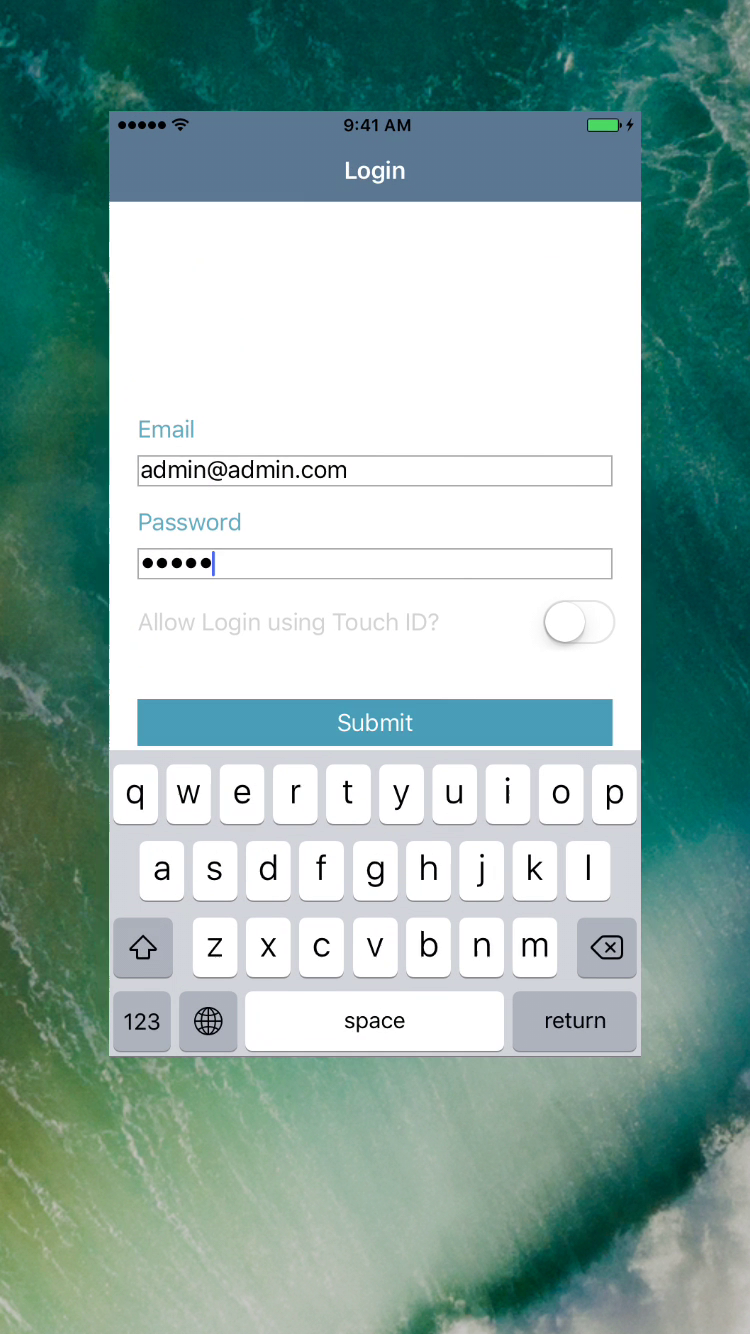 9:41 AM
Login
Email
admin@admin.com
Password
●●●●●
Allow Login using Touch ID?
Submit
q w e r t y u i o p
a s d f g h j k l
z x c v b n m
123 space return